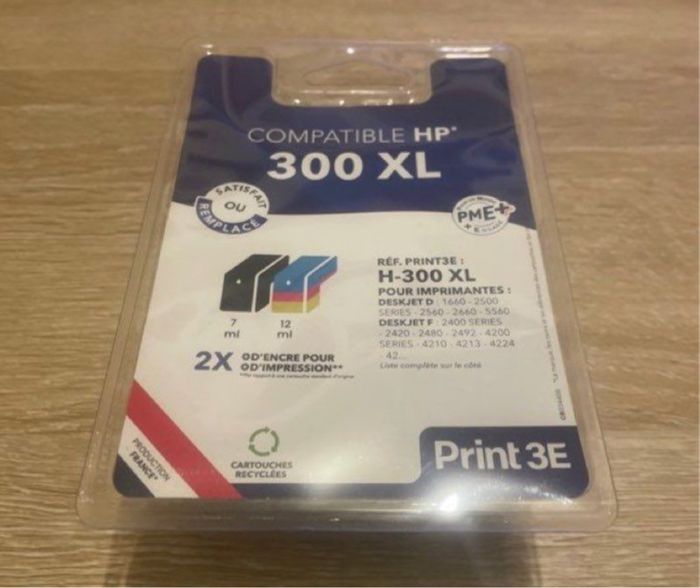 COMPATIBLE HP*
300 XL
SATISFAIT
OU
REMPLACÉ
PME+
RÉF. PRINT3E :
H-300 XL
POUR IMPRIMANTES :
DESKJET D : 1660 - 2500
SERIES - 2560 - 2660 - 5560
DESKJET F : 2400 SERIES
- 2420 - 2480 - 2492 - 4200
SERIES - 4210 - 4213 - 4224
- 42...
Liste complète sur le côté
7
ml
12
ml
2X
+D'ENCRE POUR
+D'IMPRESSION**
PRODUCTION
FRANCE*
CARTOUCHES
RECYCLÉES
Print 3E